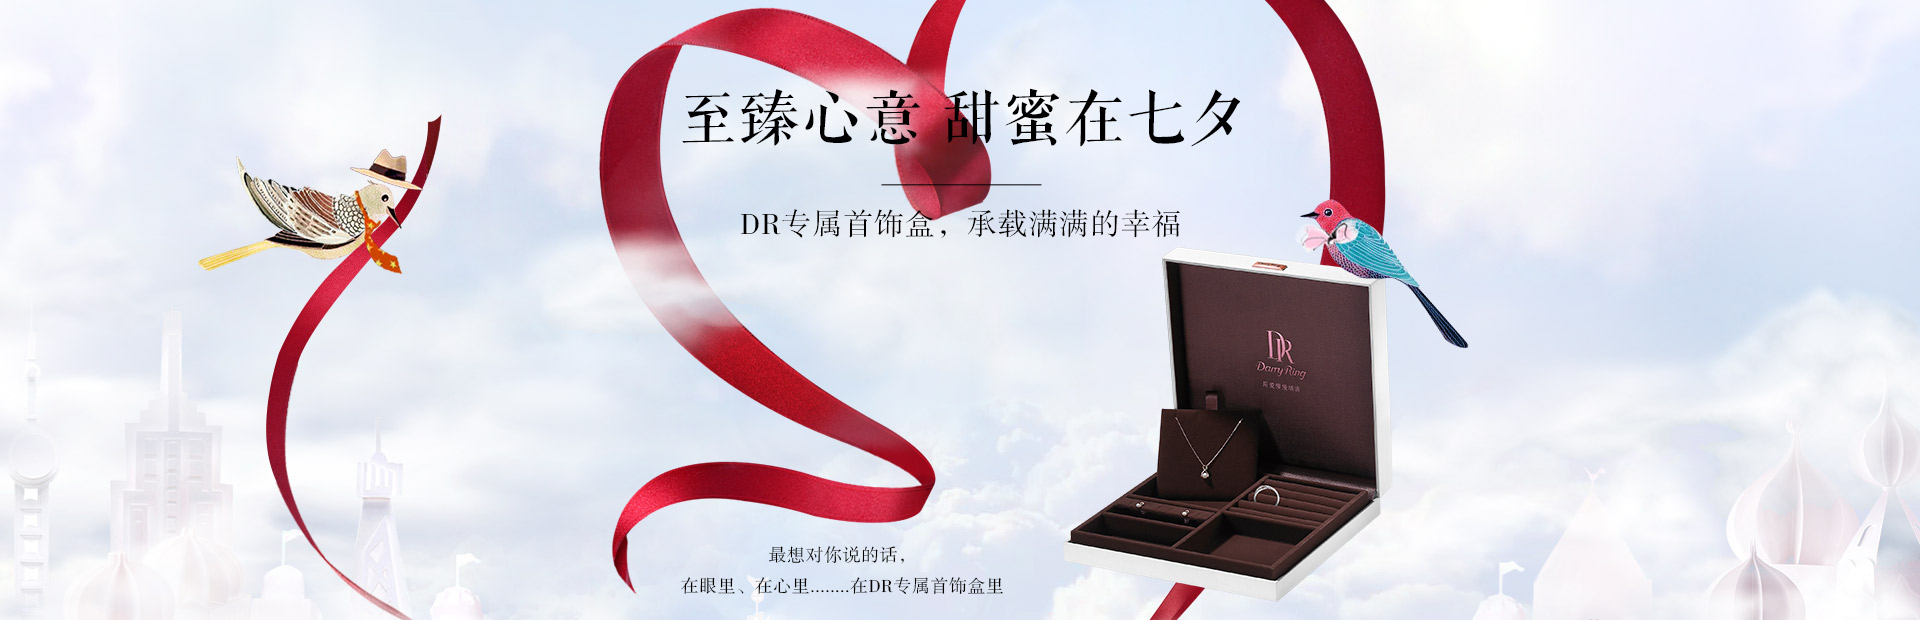 至臻心意 甜蜜在七夕
DR专属首饰盒，承载满满的幸福
DR
Darry Ring
最想对你说的话，
在眼里、在心里........在DR专属首饰盒里